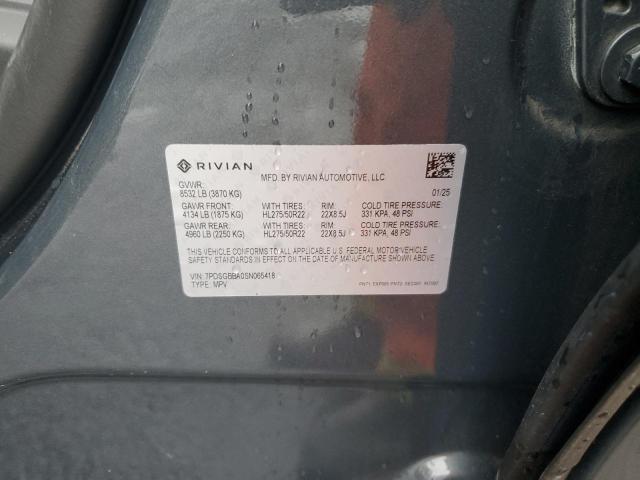 RIVIAN MFD. BY RIVIAN AUTOMOTIVE, LLC
GVWR:
8532 LB (3870 KG) 01/25
GAWR FRONT: WITH TIRES: RIM: COLD TIRE PRESSURE:
4134 LB (1875 KG) HL275/50R22 22X8.5J 331 KPA, 48 PSI
GAWR REAR: WITH TIRES: RIM: COLD TIRE PRESSURE:
4960 LB (2250 KG) HL275/50R22 22X8.5J 331 KPA, 48 PSI
THIS VEHICLE CONFORMS TO ALL APPLICABLE U.S. FEDERAL MOTOR VEHICLE
SAFETY STANDARDS IN EFFECT ON THE DATE OF MANUFACTURE SHOWN ABOVE.
VIN: 7PDSGBBA0SN065418
TYPE: MPV